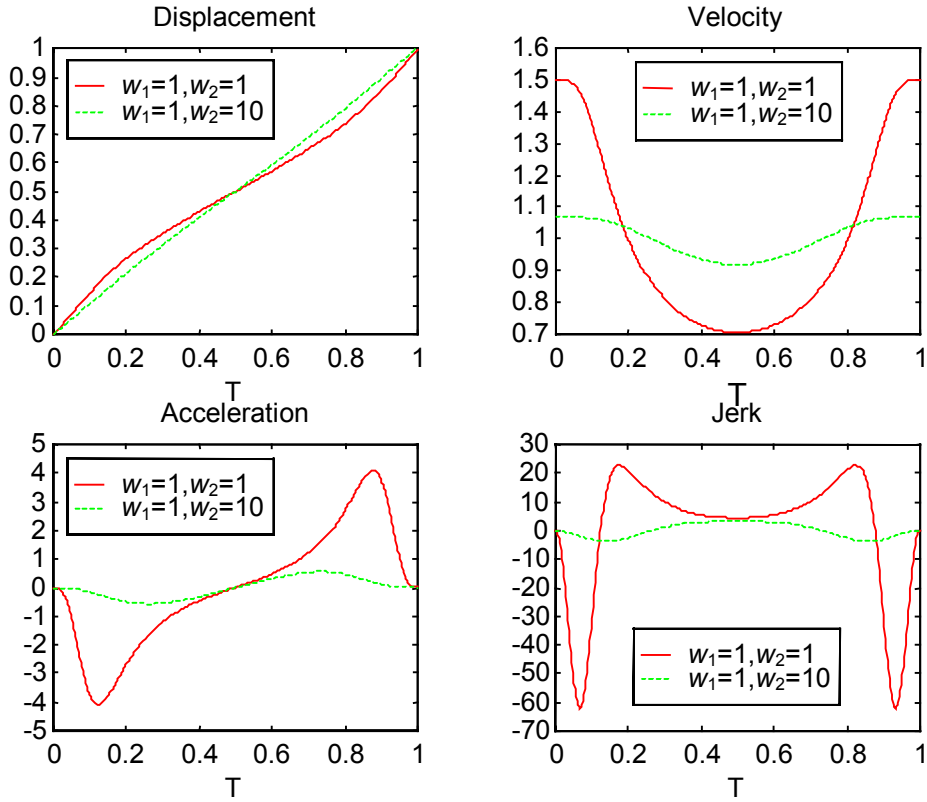 Displacement
1
0.9
0.8
0.7
0.6
0.5
0.4
0.3
0.2
0.1
0
w₁=1,w₂=1
w₁=1,w₂=10
0 0.2 0.4 0.6 0.8 1
T
Velocity
1.6
1.5
1.4
1.3
1.2
1.1
1
0.9
0.8
0.7
w₁=1,w₂=1
w₁=1,w₂=10
0 0.2 0.4 0.6 0.8 1
T
Acceleration
5
4
3
2
1
0
-1
-2
-3
-4
-5
w₁=1,w₂=1
w₁=1,w₂=10
0 0.2 0.4 0.6 0.8 1
T
Jerk
30
20
10
0
-10
-20
-30
-40
-50
-60
-70
w₁=1,w₂=1
w₁=1,w₂=10
0 0.2 0.4 0.6 0.8 1
T